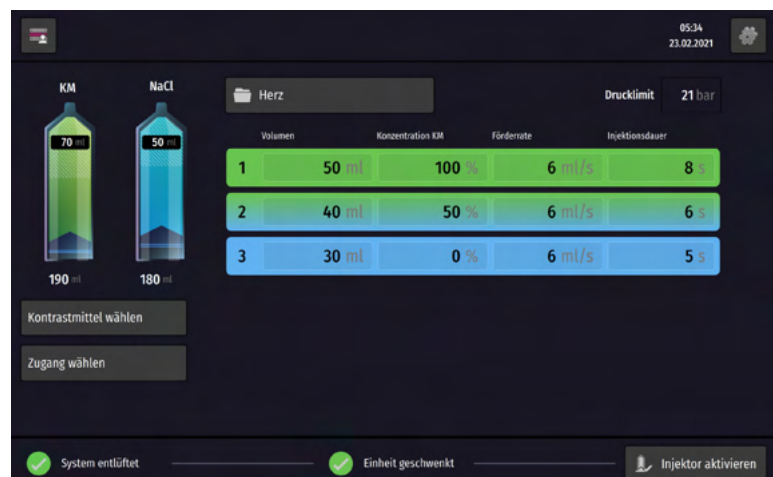 05:34
23.02.2021
KM NaCl
70 ml 50 ml
190 ml 180 ml
Kontrastmittel wählen
Zugang wählen
Herz
Drucklimit 21 bar
Volumen Konzentration KM Förderrate Injektionsdauer
1 50 ml 100 % 6 ml/s 8 s
2 40 ml 50 % 6 ml/s 6 s
3 30 ml 0 % 6 ml/s 5 s
System entlüftet Einheit geschwenkt Injektor aktivieren